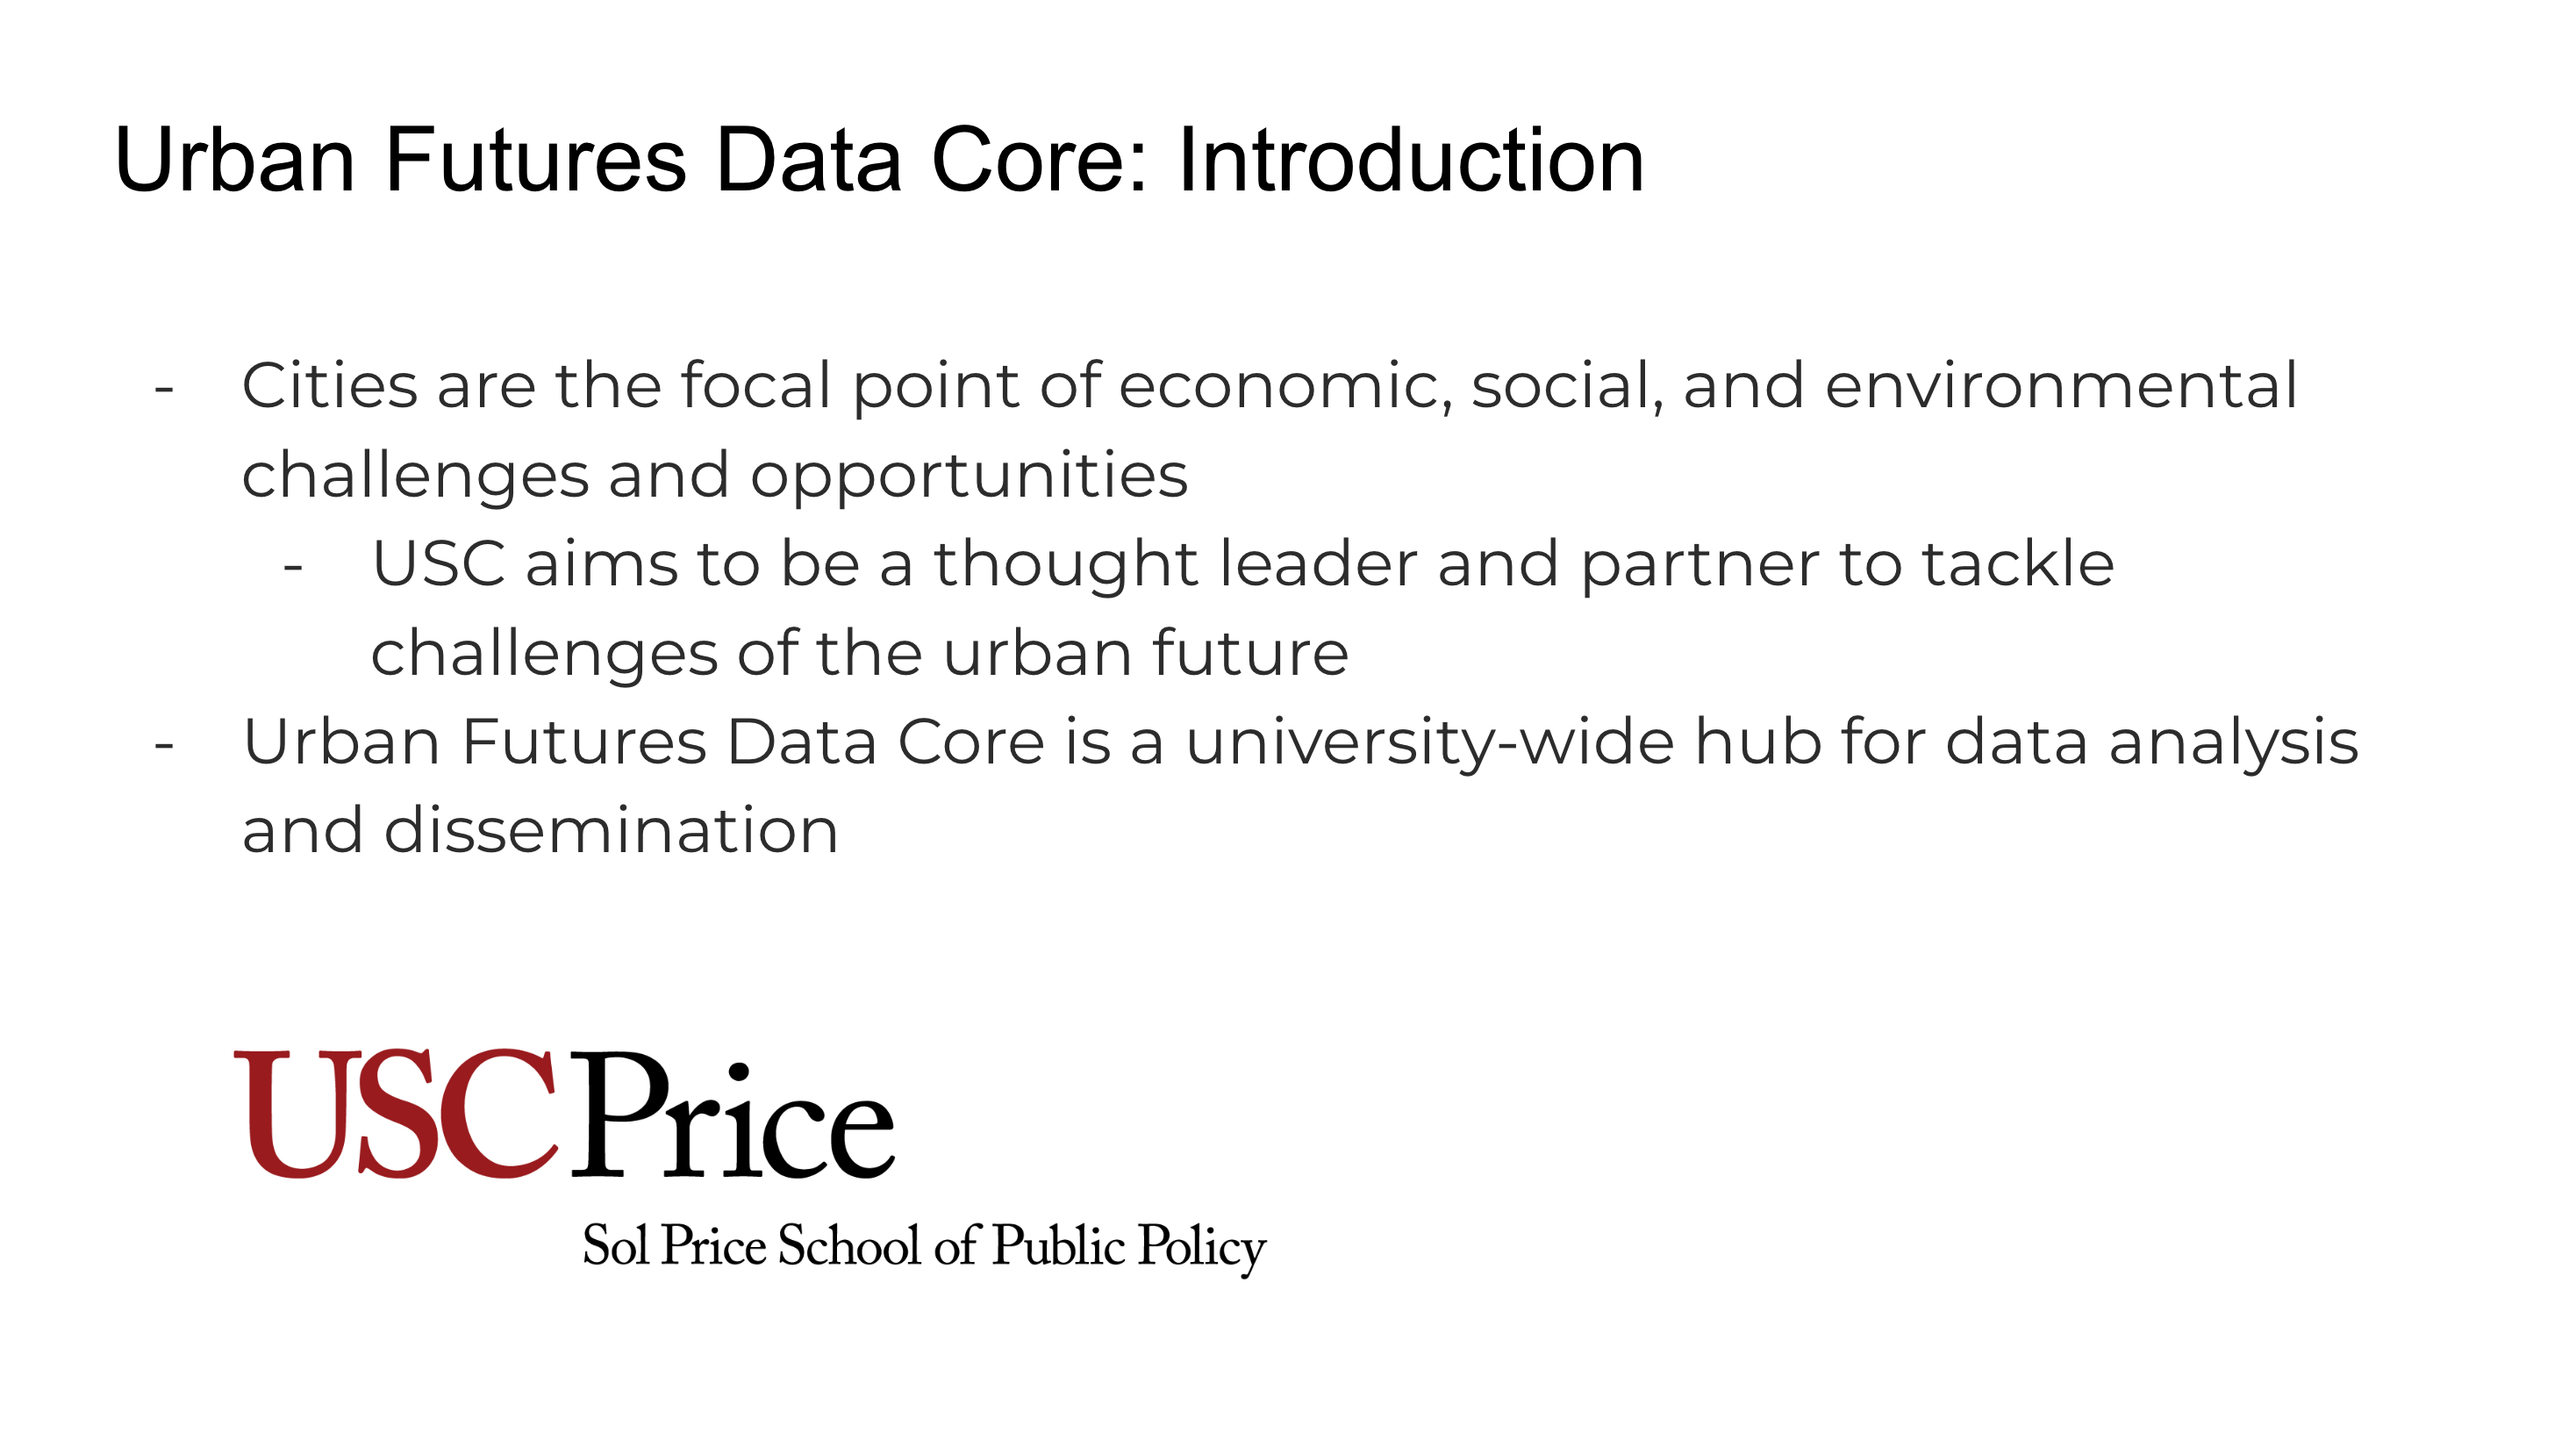 Urban Futures Data Core: Introduction
- Cities are the focal point of economic, social, and environmental
challenges and opportunities
- USC aims to be a thought leader and partner to tackle
challenges of the urban future
- Urban Futures Data Core is a university-wide hub for data analysis
and dissemination
USC Price
Sol Price School of Public Policy